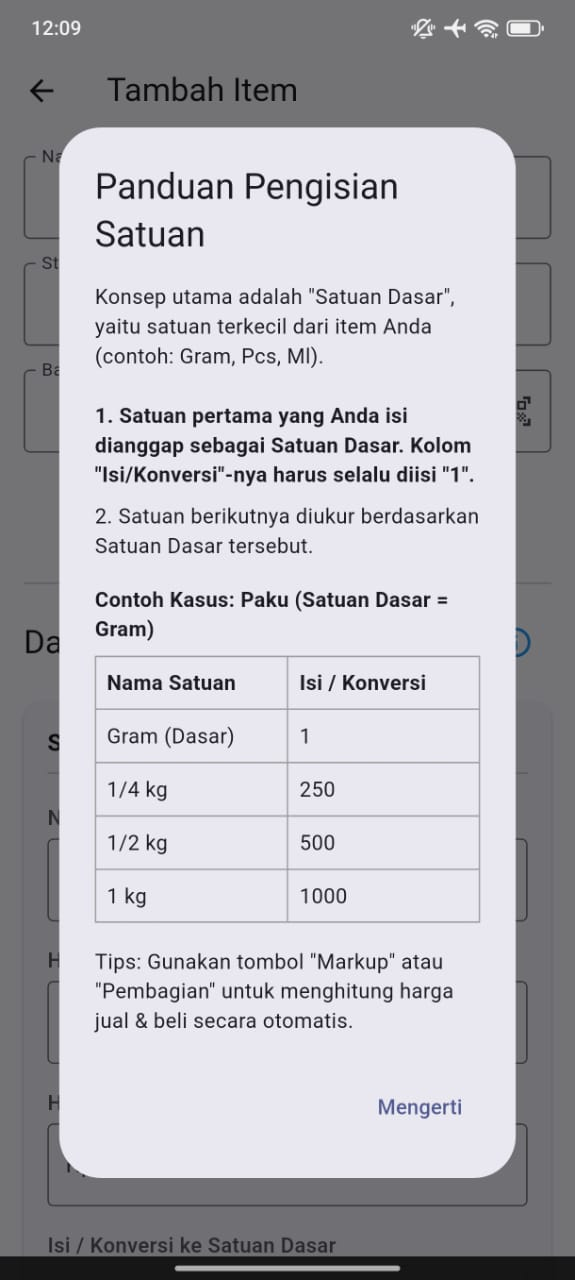 12:09
Tambah Item
Na
St
Ba
Panduan Pengisian
Satuan
Konsep utama adalah "Satuan Dasar",
yaitu satuan terkecil dari item Anda
(contoh: Gram, Pcs, Ml).
1. Satuan pertama yang Anda isi
dianggap sebagai Satuan Dasar. Kolom
"Isi/Konversi"-nya harus selalu diisi "1".
2. Satuan berikutnya diukur berdasarkan
Satuan Dasar tersebut.
Contoh Kasus: Paku (Satuan Dasar =
Gram)
Nama Satuan Isi / Konversi
Gram (Dasar) 1
1/4 kg 250
1/2 kg 500
1 kg 1000
Tips: Gunakan tombol "Markup" atau
"Pembagian" untuk menghitung harga
jual & beli secara otomatis.
Mengerti
Da
S
N
H
H
Isi / Konversi ke Satuan Dasar